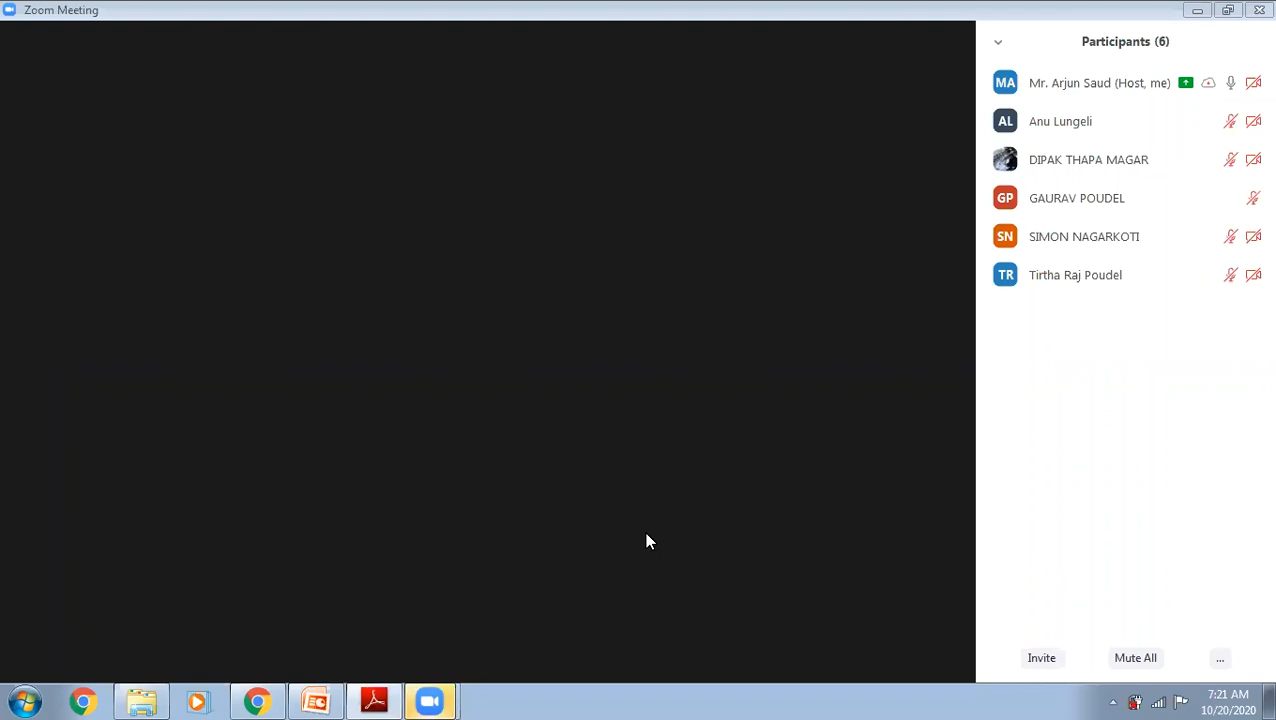 Zoom Meeting
Participants (6)
MA Mr. Arjun Saud (Host, me)
AL Anu Lungeli
DIPAK THAPA MAGAR
GP GAURAV POUDEL
SN SIMON NAGARKOTI
TR Tirtha Raj Poudel
Invite Mute All ...
7:21 AM
10/20/2020